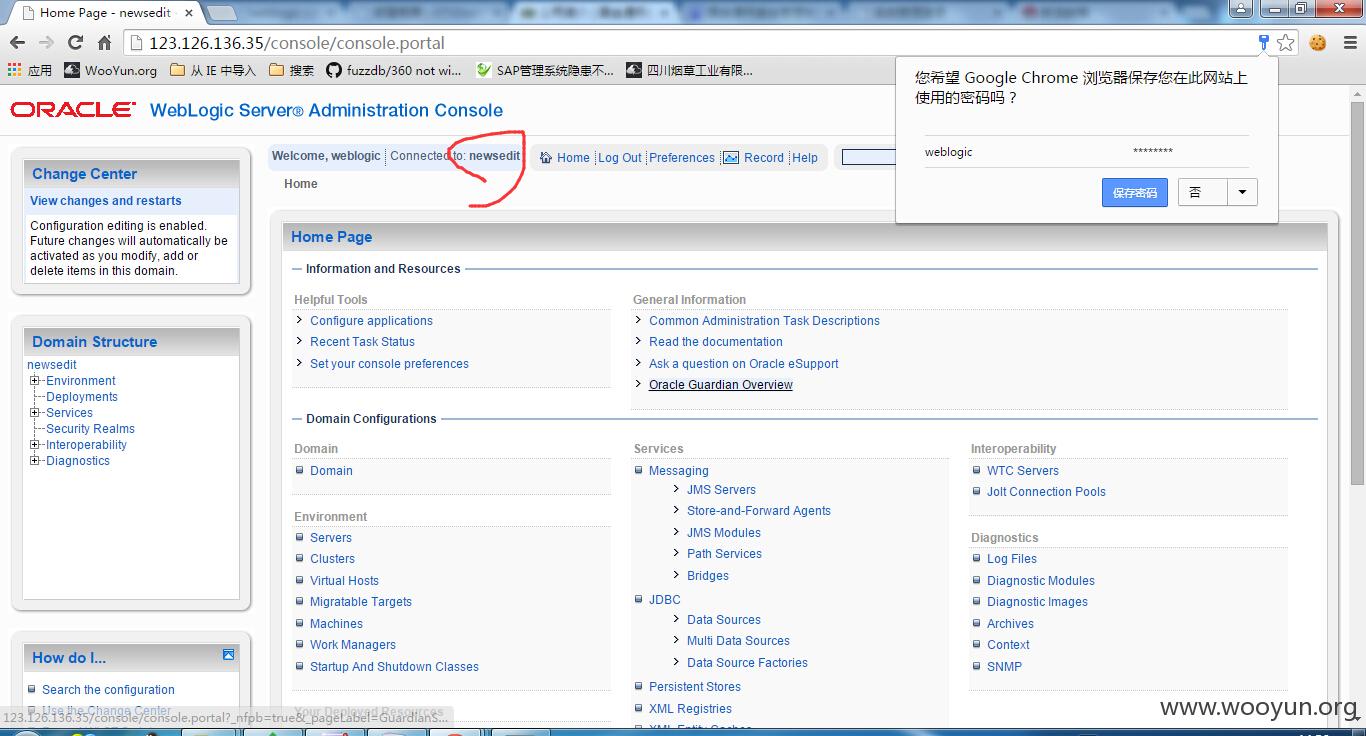 Home Page - newsedit
123.126.136.35/console/console.portal
应用 WooYun.org 从 IE 中导入 搜索 fuzzdb/360 not wi... SAP管理系统隐患不... 四川烟草工业有限...
您希望 Google Chrome 浏览器保存您在此网站上
使用的密码吗？
weblogic ********
保存密码 否
ORACLE WebLogic Server® Administration Console
Welcome, weblogic Connected to: newsedit Home Log Out Preferences Record Help
Home
Change Center
View changes and restarts
Configuration editing is enabled.
Future changes will automatically be
activated as you modify, add or
delete items in this domain.
Domain Structure
newsedit
Environment
Deployments
Services
Security Realms
Interoperability
Diagnostics
How do I...
Search the configuration
Use the Change Center
Home Page
Information and Resources
Helpful Tools
Configure applications
Recent Task Status
Set your console preferences
General Information
Common Administration Task Descriptions
Read the documentation
Ask a question on Oracle eSupport
Oracle Guardian Overview
Domain Configurations
Domain
Domain
Environment
Servers
Clusters
Virtual Hosts
Migratable Targets
Machines
Work Managers
Startup And Shutdown Classes
Your Deployed Resources
Services
Messaging
JMS Servers
Store-and-Forward Agents
JMS Modules
Path Services
Bridges
JDBC
Data Sources
Multi Data Sources
Data Source Factories
Persistent Stores
XML Registries
XML Entity Caches
Interoperability
WTC Servers
Jolt Connection Pools
Diagnostics
Log Files
Diagnostic Modules
Diagnostic Images
Archives
Context
SNMP
123.126.136.35/console/console.portal?_nfpb=true&_pageLabel=GuardianS...
www.wooyun.org